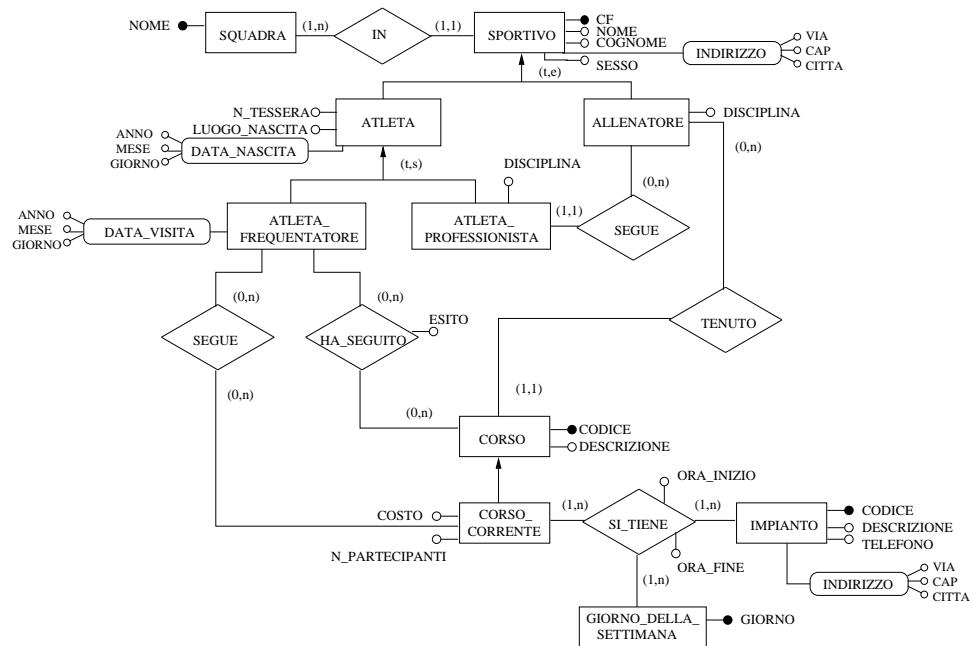 NOME
SQUADRA
(1,n)
IN
(1,1)
SPORTIVO
CF
NOME
COGNOME
SESSO
INDIRIZZO
VIA
CAP
CITTA
(t,e)
N_TESSERA
LUOGO_NASCITA
ATLETA
ALLENATORE
DISCIPLINA
ANNO
MESE
GIORNO
DATA_NASCITA
(t,s)
DISCIPLINA
(0,n)
(0,n)
ANNO
MESE
GIORNO
DATA_VISITA
ATLETA_
FREQUENTATORE
ATLETA_
PROFESSIONISTA
(1,1)
SEGUE
(0,n)
(0,n)
SEGUE
HA_SEGUITO
ESITO
TENUTO
(0,n)
(0,n)
(1,1)
CORSO
CODICE
DESCRIZIONE
COSTO
N_PARTECIPANTI
CORSO_
CORRENTE
(1,n)
ORA_INIZIO
SI_TIENE
ORA_FINE
(1,n)
(1,n)
IMPIANTO
CODICE
DESCRIZIONE
TELEFONO
INDIRIZZO
VIA
CAP
CITTA
GIORNO_DELLA_
SETTIMANA
GIORNO